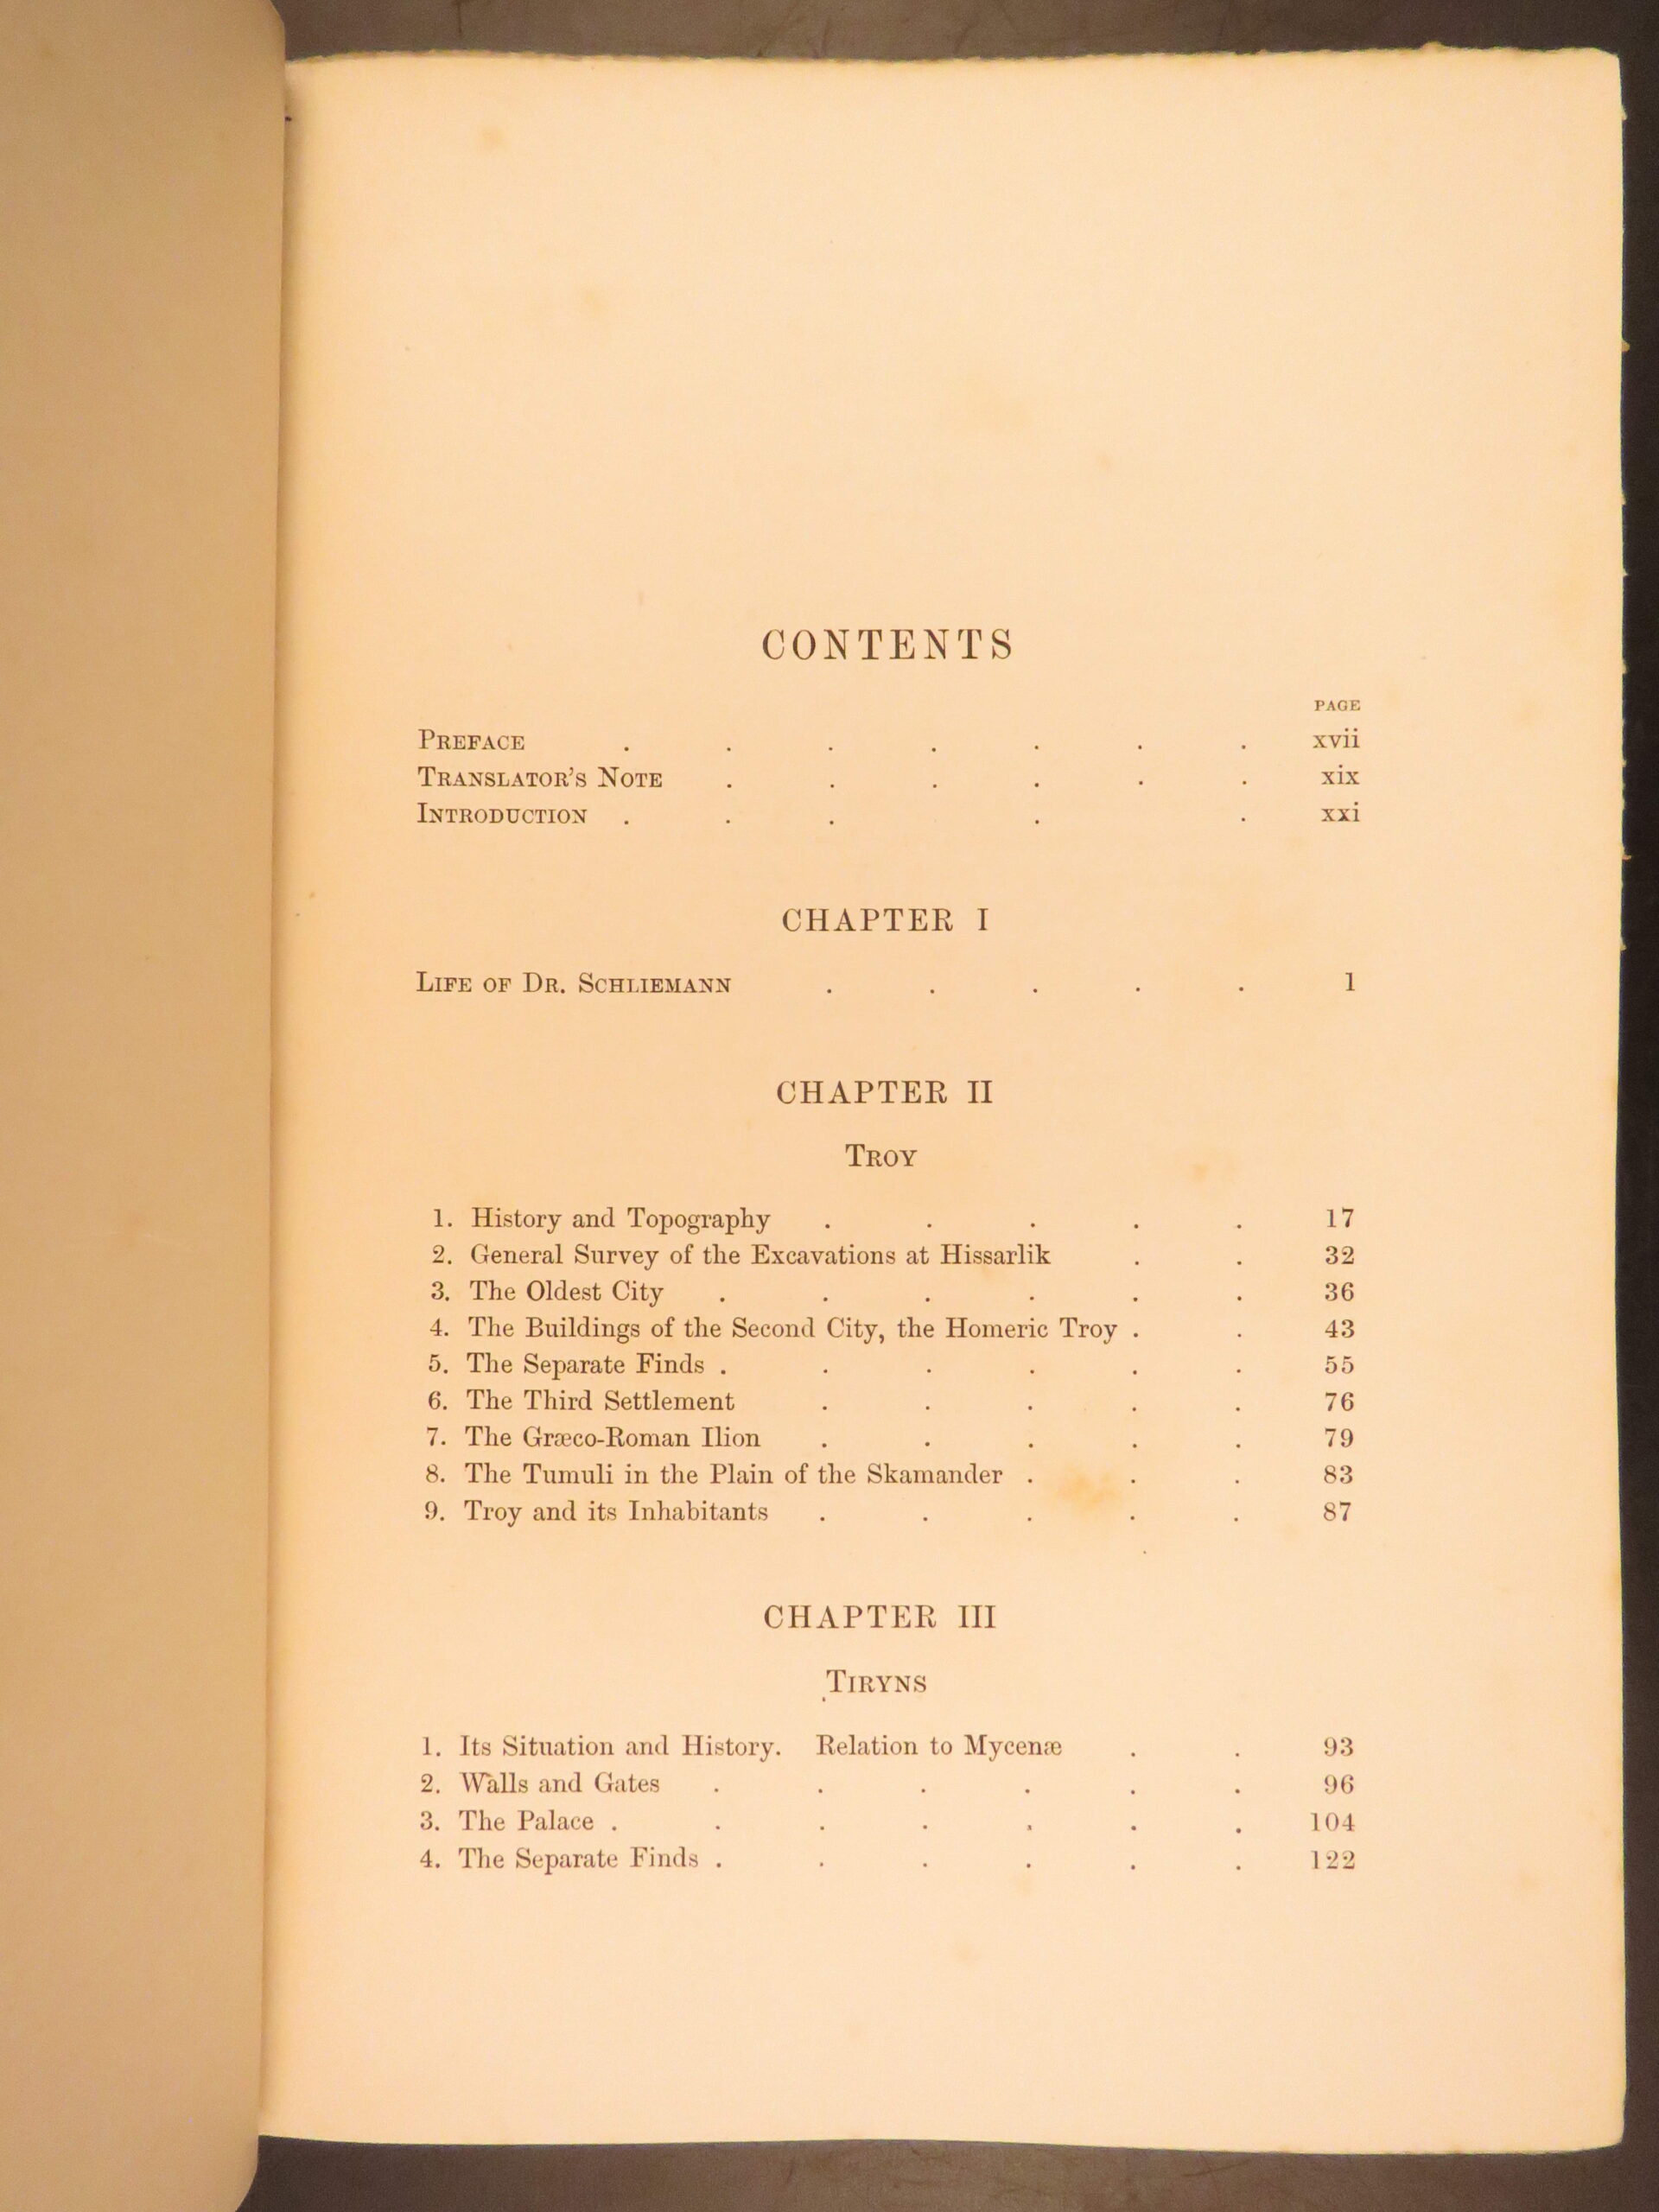 CONTENTS
PAGE
PREFACE . . . . . . . xvii
TRANSLATOR'S NOTE . . . . . . xix
INTRODUCTION . . . . . xxi
CHAPTER I
LIFE OF DR. SCHLIEMANN . . . . . 1
CHAPTER II
TROY
1. History and Topography . . . . . 17
2. General Survey of the Excavations at Hissarlik . . 32
3. The Oldest City . . . . . . 36
4. The Buildings of the Second City, the Homeric Troy . . 43
5. The Separate Finds . . . . . . 55
6. The Third Settlement . . . . . 76
7. The Græco-Roman Ilion . . . . . 79
8. The Tumuli in the Plain of the Skamander . . . 83
9. Troy and its Inhabitants . . . . . 87
CHAPTER III
TIRYNS
1. Its Situation and History. Relation to Mycenæ . . 93
2. Walls and Gates . . . . . . 96
3. The Palace . . . . . . . 104
4. The Separate Finds . . . . . . 122